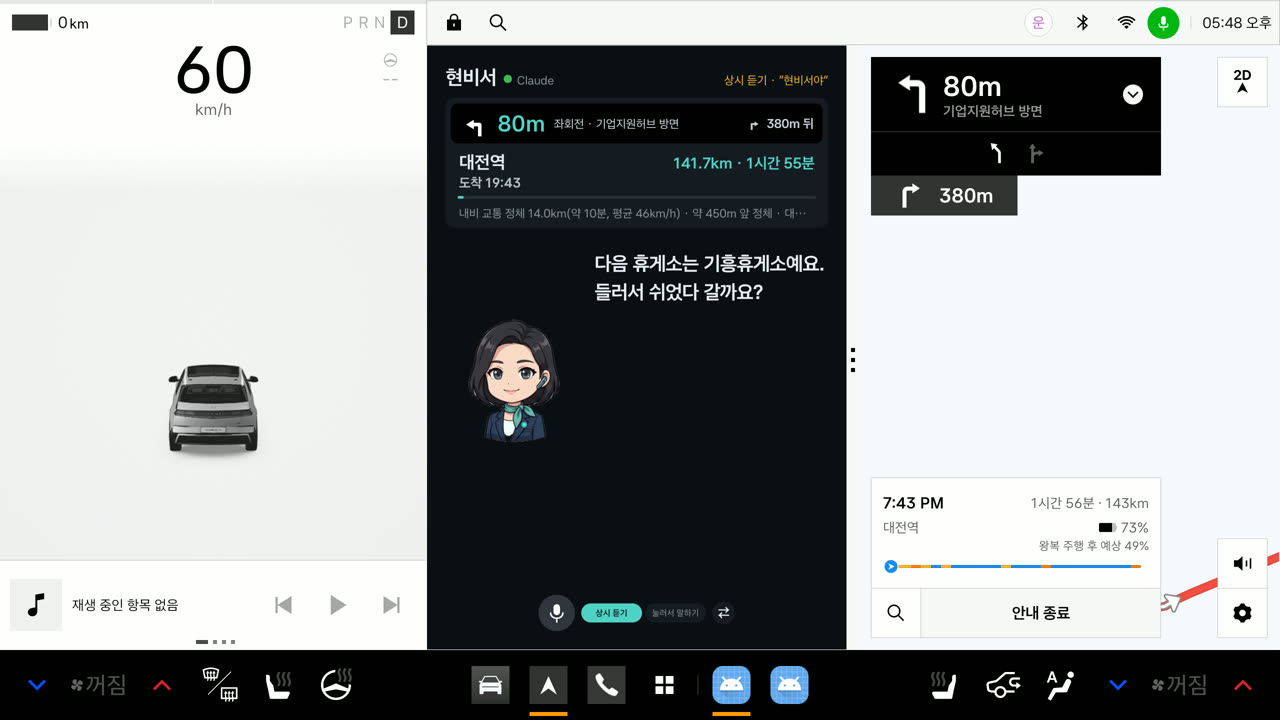 0km
P R N D
60
km/h
--
재생 중인 항목 없음
운
05:48 오후
현비서 Claude
상시 듣기 · "현비서야"
80m 좌회전 · 기업지원허브 방면
380m 뒤
대전역
141.7km · 1시간 55분
도착 19:43
내비 교통 정체 14.0km(약 10분, 평균 46km/h) · 약 450m 앞 정체 · 대…
다음 휴게소는 기흥휴게소예요.
들러서 쉬었다 갈까요?
상시 듣기
눌러서 말하기
80m
기업지원허브 방면
380m
2D
7:43 PM
1시간 56분 · 143km
대전역
73%
왕복 주행 후 예상 49%
안내 종료
꺼짐
A
꺼짐